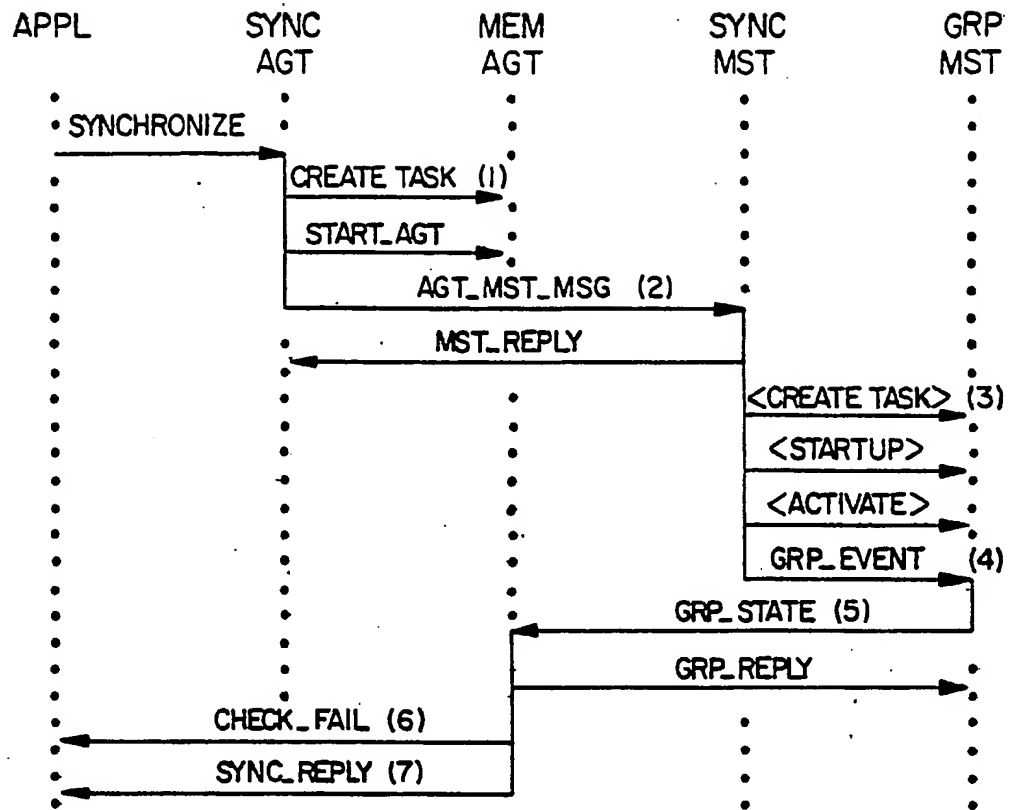 APPL SYNC MEM SYNC GRP
AGT AGT MST MST
SYNCHRONIZE
CREATE TASK (1)
START_AGT
AGT_MST_MSG (2)
MST_REPLY
<CREATE TASK> (3)
<STARTUP>
<ACTIVATE>
GRP_EVENT (4)
GRP_STATE (5)
GRP_REPLY
CHECK_FAIL (6)
SYNC_REPLY (7)